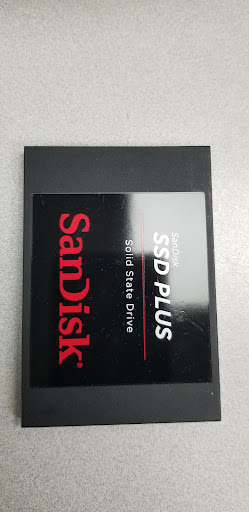 SanDisk
SSD PLUS
Solid State Drive
SanDisk®